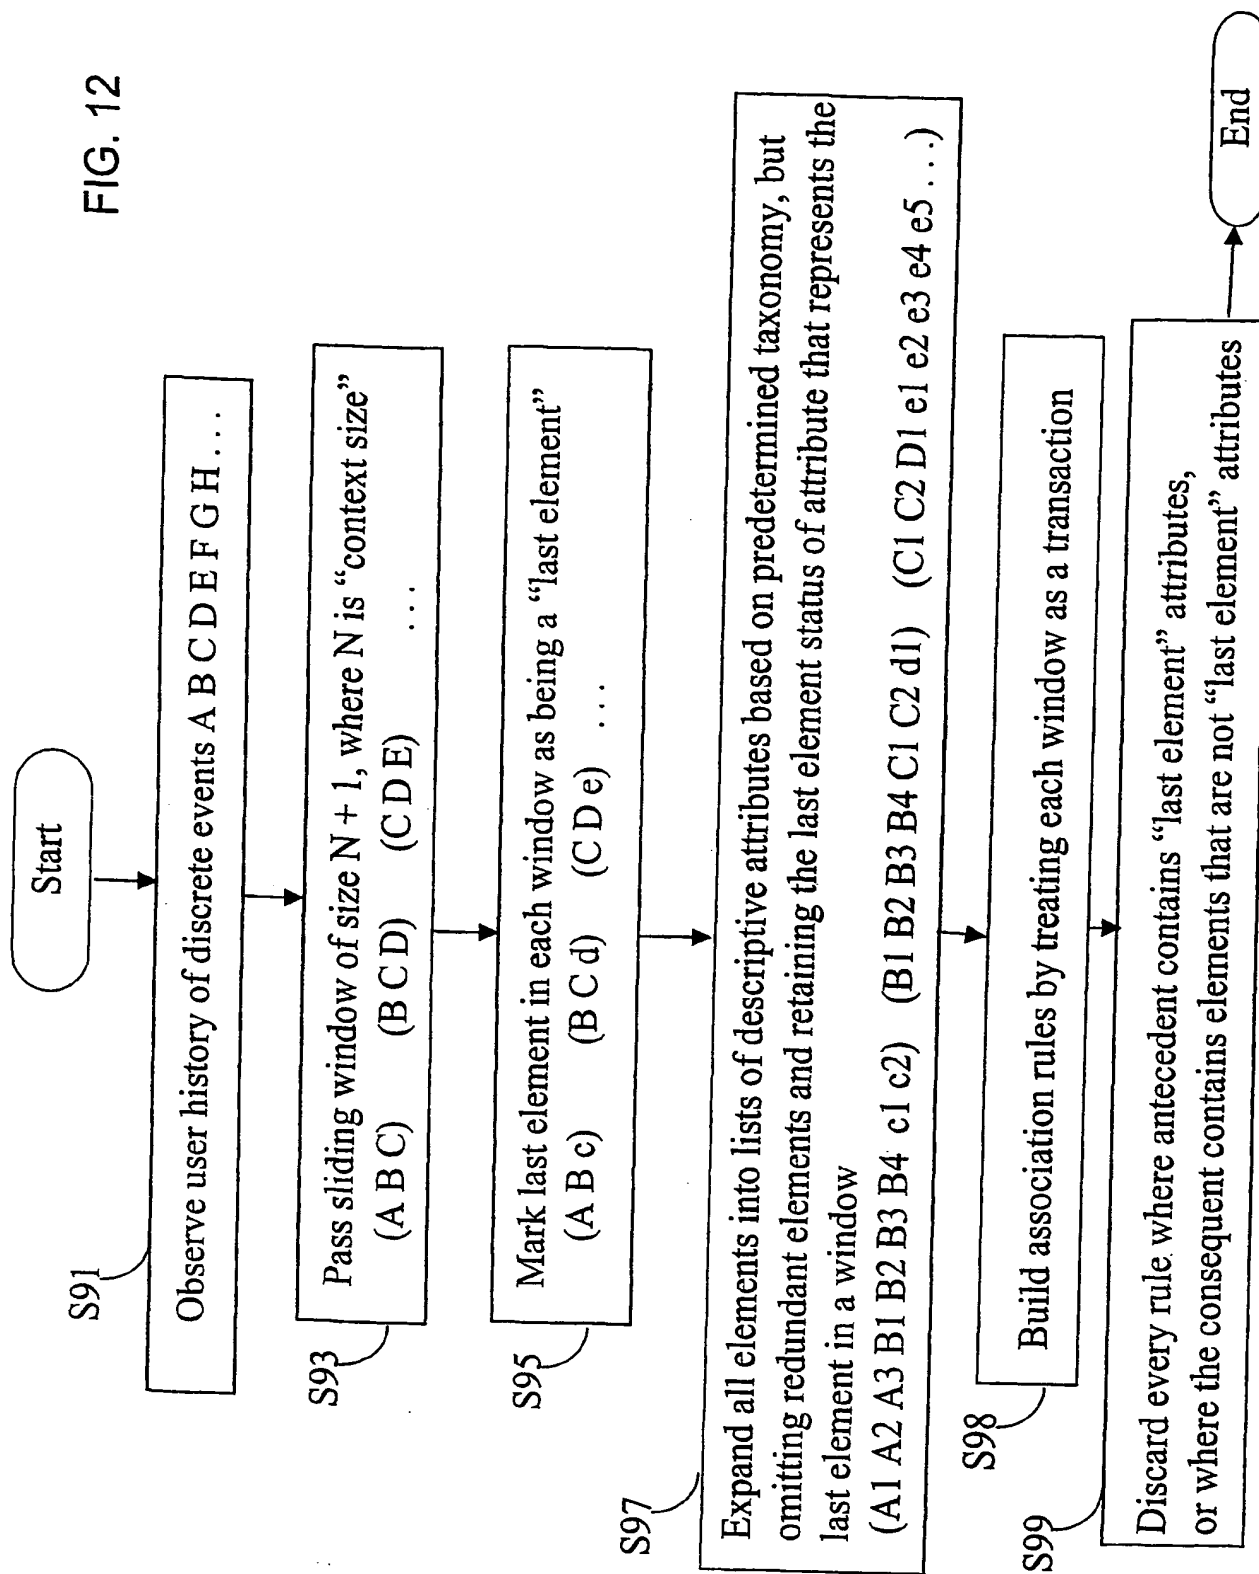 FIG. 12
Start
S91
Observe user history of discrete events A B C D E F G H . . . .
S93
Pass sliding window of size N + 1, where N is “context size”
(A B C) (B C D) (C D E) . . .
S95
Mark last element in each window as being a “last element”
(A B c) (B C d) (C D e) . . .
S97
Expand all elements into lists of descriptive attributes based on predetermined taxonomy, but
omitting redundant elements and retaining the last element status of attribute that represents the
last element in a window
(A1 A2 A3 B1 B2 B3 B4 c1 c2) (B1 B2 B3 B4 C1 C2 d1) (C1 C2 D1 e1 e2 e3 e4 e5 . . . .)
S98
Build association rules by treating each window as a transaction
S99
Discard every rule where antecedent contains “last element” attributes,
or where the consequent contains elements that are not “last element” attributes
End